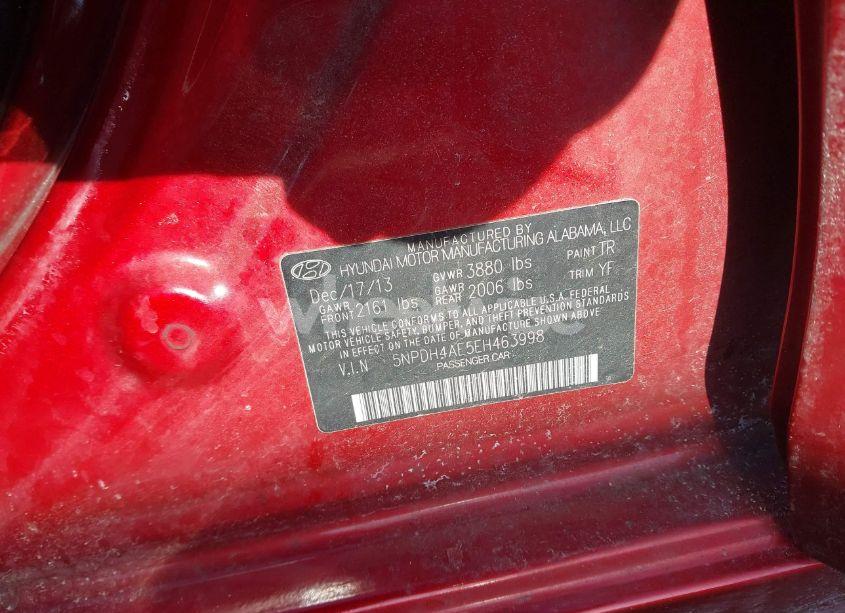 MANUFACTURED BY
HYUNDAI MOTOR MANUFACTURING ALABAMA, LLC
Dec/17/13 GVWR 3880 lbs PAINT TR
GAWR FRONT 2161 lbs GAWR REAR 2006 lbs TRIM YF
THIS VEHICLE CONFORMS TO ALL APPLICABLE U.S.A. FEDERAL
MOTOR VEHICLE SAFETY, BUMPER, AND THEFT PREVENTION STANDARDS
IN EFFECT ON THE DATE OF MANUFACTURE SHOWN ABOVE
V.I.N 5NPDH4AE5EH463998
PASSENGER CAR